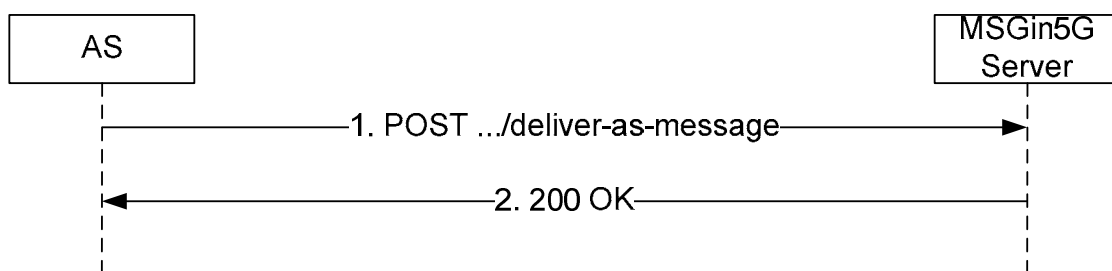 AS
MSGin5G
Server
1. POST .../deliver-as-message
2. 200 OK